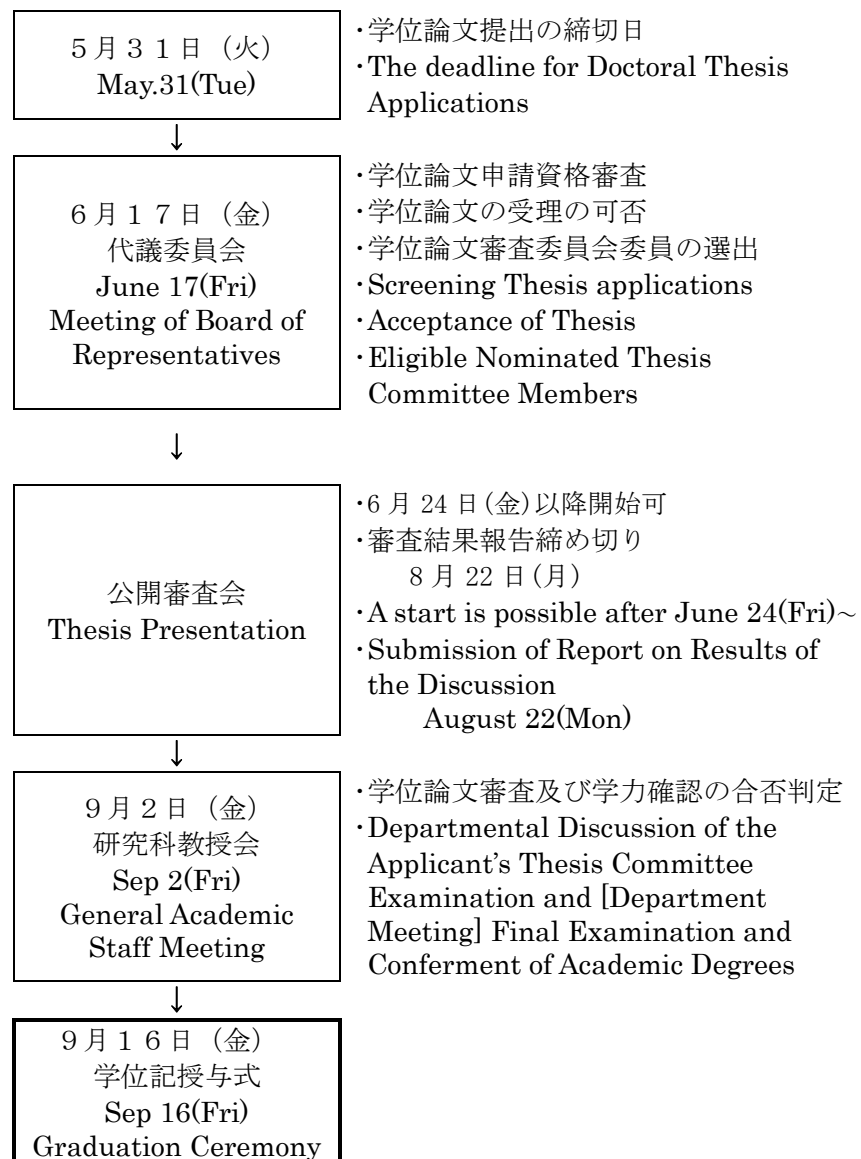 ５月３１日（火）
May.31(Tue)
・学位論文提出の締切日
・The deadline for Doctoral Thesis
Applications
↓
６月１７日（金）
代議委員会
June 17(Fri)
Meeting of Board of
Representatives
・学位論文申請資格審査
・学位論文の受理の可否
・学位論文審査委員会委員の選出
・Screening Thesis applications
・Acceptance of Thesis
・Eligible Nominated Thesis
Committee Members
↓
公開審査会
Thesis Presentation
・6 月 24 日(金)以降開始可
・審査結果報告締め切り
8 月 22 日(月)
・A start is possible after June 24(Fri)~
・Submission of Report on Results of
the Discussion
August 22(Mon)
↓
９月２日（金）
研究科教授会
Sep 2(Fri)
General Academic
Staff Meeting
・学位論文審査及び学力確認の合否判定
・Departmental Discussion of the
Applicant’s Thesis Committee
Examination and [Department
Meeting] Final Examination and
Conferment of Academic Degrees
↓
９月１６日（金）
学位記授与式
Sep 16(Fri)
Graduation Ceremony